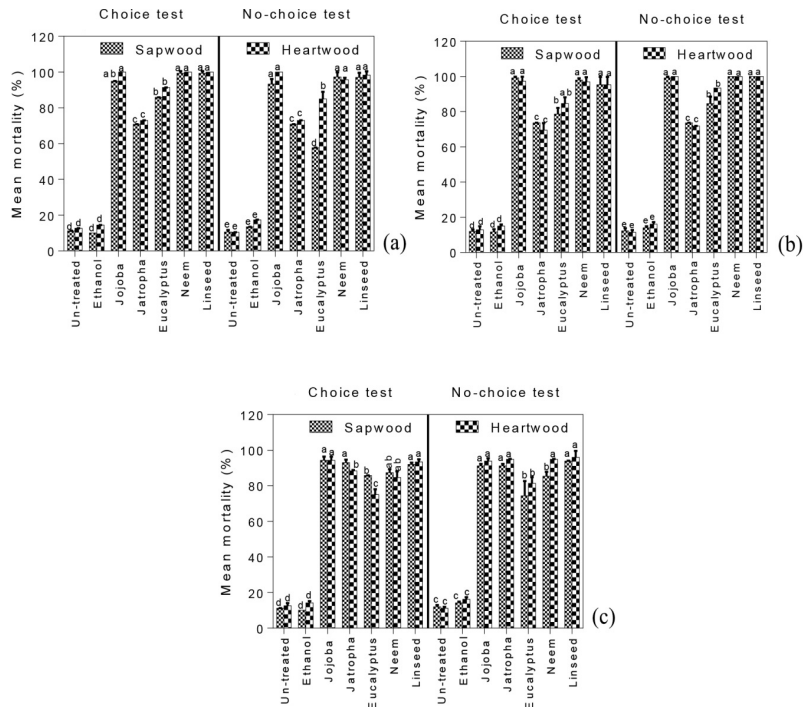 Choice test No-choice test
120
Sapwood Heartwood
100
80
60
40
20
0
Mean mortality (%)
d d d d a b a c c b b a a a a
e e e e a a c c d b a a a a
Un-treated
Ethanol
Jojoba
Jatropha
Eucalyptus
Neem
Linseed
Un-treated
Ethanol
Jojoba
Jatropha
Eucalyptus
Neem
Linseed
(a)
Choice test No-choice test
120
Sapwood Heartwood
100
80
60
40
20
0
Mean mortality (%)
d d d d a a c c b a b a a a a
e e e e a a c c b b a a a a
Un-treated
Ethanol
Jojoba
Jatropha
Eucalyptus
Neem
Linseed
Un-treated
Ethanol
Jojoba
Jatropha
Eucalyptus
Neem
Linseed
(b)
Choice test No-choice test
120
Sapwood Heartwood
100
80
60
40
20
0
Mean mortality (%)
d d d d a a a b b c a b a b a a
c c c c a a a a b b b a a a
Un-treated
Ethanol
Jojoba
Jatropha
Eucalyptus
Neem
Linseed
Un-treated
Ethanol
Jojoba
Jatropha
Eucalyptus
Neem
Linseed
(c)